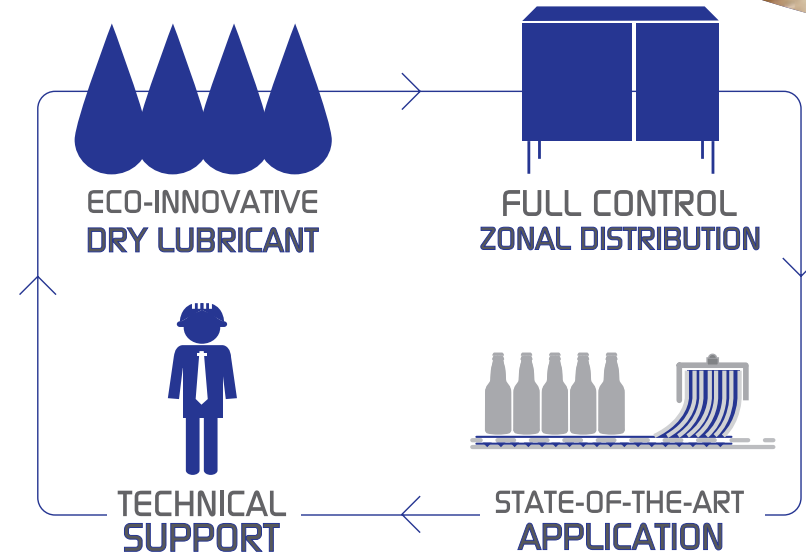 ECO-INNOVATIVE
DRY LUBRICANT
FULL CONTROL
ZONAL DISTRIBUTION
TECHNICAL
SUPPORT
STATE-OF-THE-ART
APPLICATION